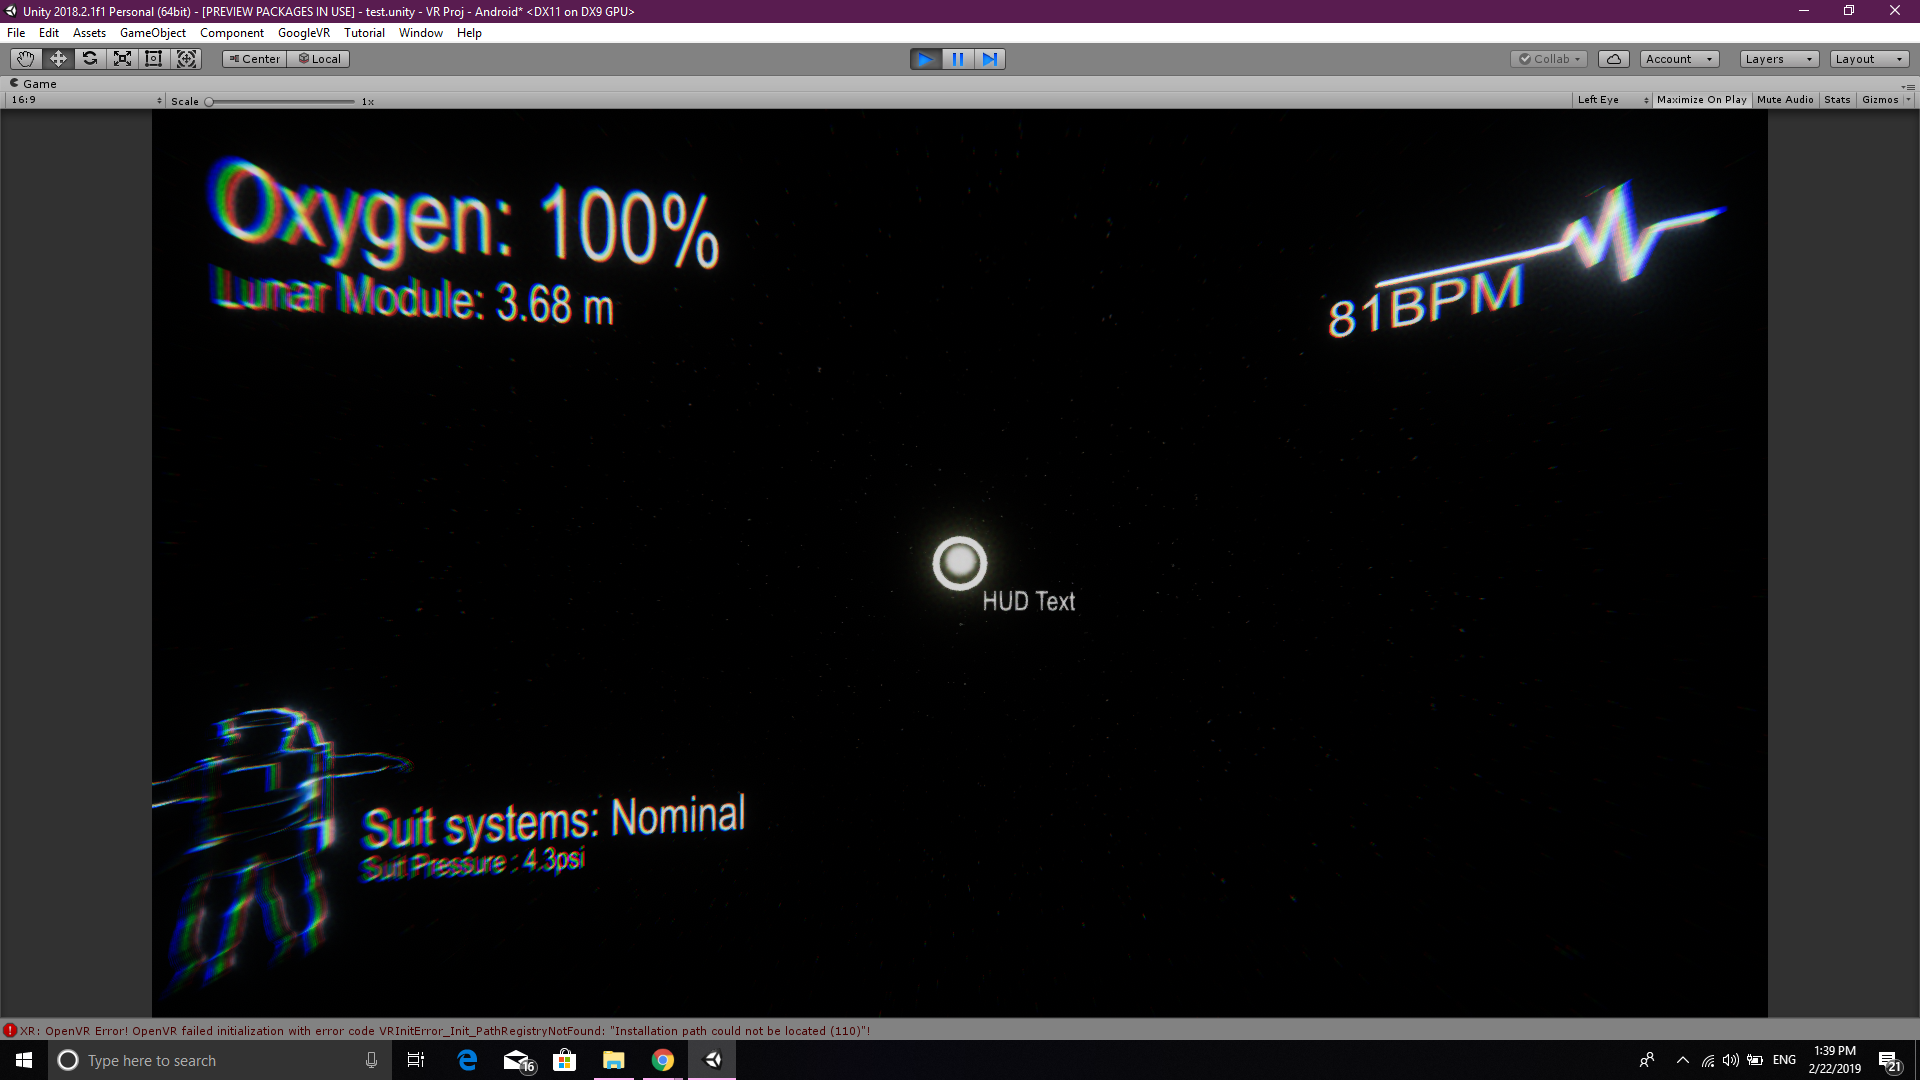 Unity 2018.2.1f1 Personal (64bit) - [PREVIEW PACKAGES IN USE] - test.unity - VR Proj - Android* <DX11 on DX9 GPU>
File Edit Assets GameObject Component GoogleVR Tutorial Window Help
Center Local Collab Account Layers Layout
Game
16:9 Scale 1x Left Eye Maximize On Play Mute Audio Stats Gizmos
Oxygen: 100%
Lunar Module: 3.68 m
81BPM
HUD Text
Suit systems: Nominal
Suit Pressure : 4.3psi
XR: OpenVR Error! OpenVR failed initialization with error code VRInitError_Init_PathRegistryNotFound: "Installation path could not be located (110)"!
Type here to search
16
ENG
1:39 PM
2/22/2019
21